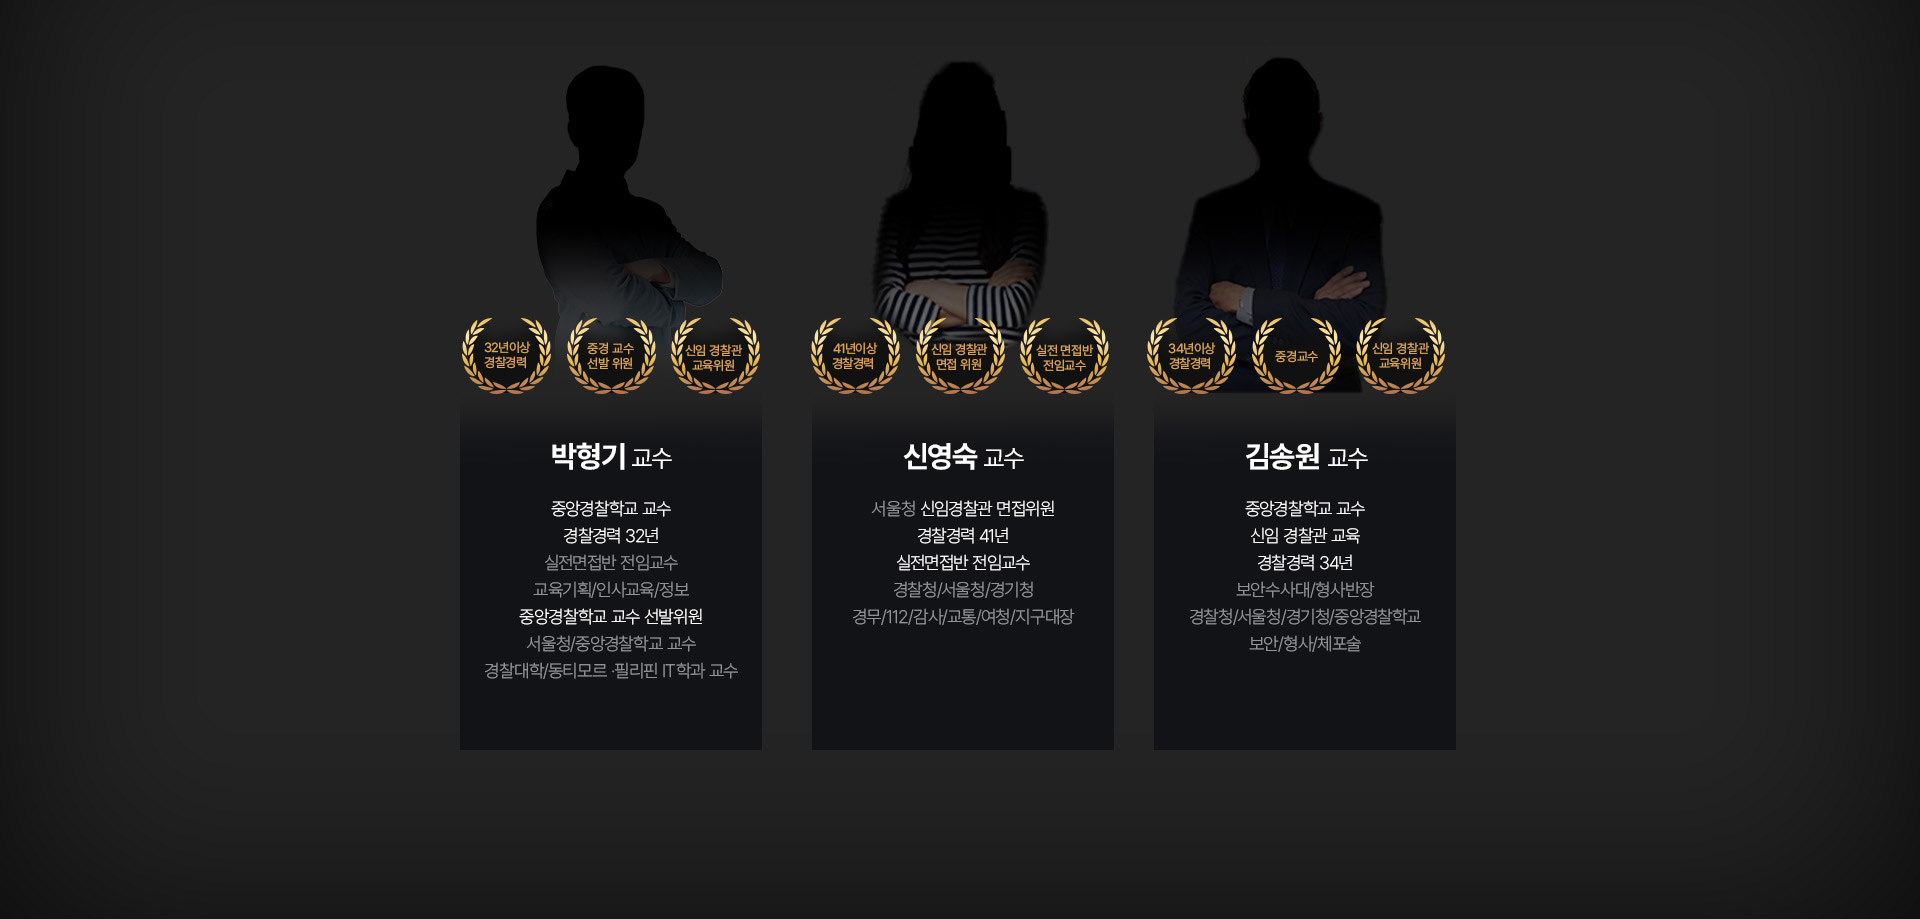 32년이상
경찰경력
중경 교수
선발 위원
신임 경찰관
교육위원
박형기 교수
중앙경찰학교 교수
경찰경력 32년
실전면접반 전임교수
교육기획/인사교육/정보
중앙경찰학교 교수 선발위원
서울청/중앙경찰학교 교수
경찰대학/동티모르 ·필리핀 IT학과 교수
41년이상
경찰경력
신임 경찰관
면접 위원
실전 면접반
전임교수
신영숙 교수
서울청 신임경찰관 면접위원
경찰경력 41년
실전면접반 전임교수
경찰청/서울청/경기청
경무/112/감사/교통/여청/지구대장
34년이상
경찰경력
중경교수
신임 경찰관
교육위원
김송원 교수
중앙경찰학교 교수
신임 경찰관 교육
경찰경력 34년
보안수사대/형사반장
경찰청/서울청/경기청/중앙경찰학교
보안/형사/체포술